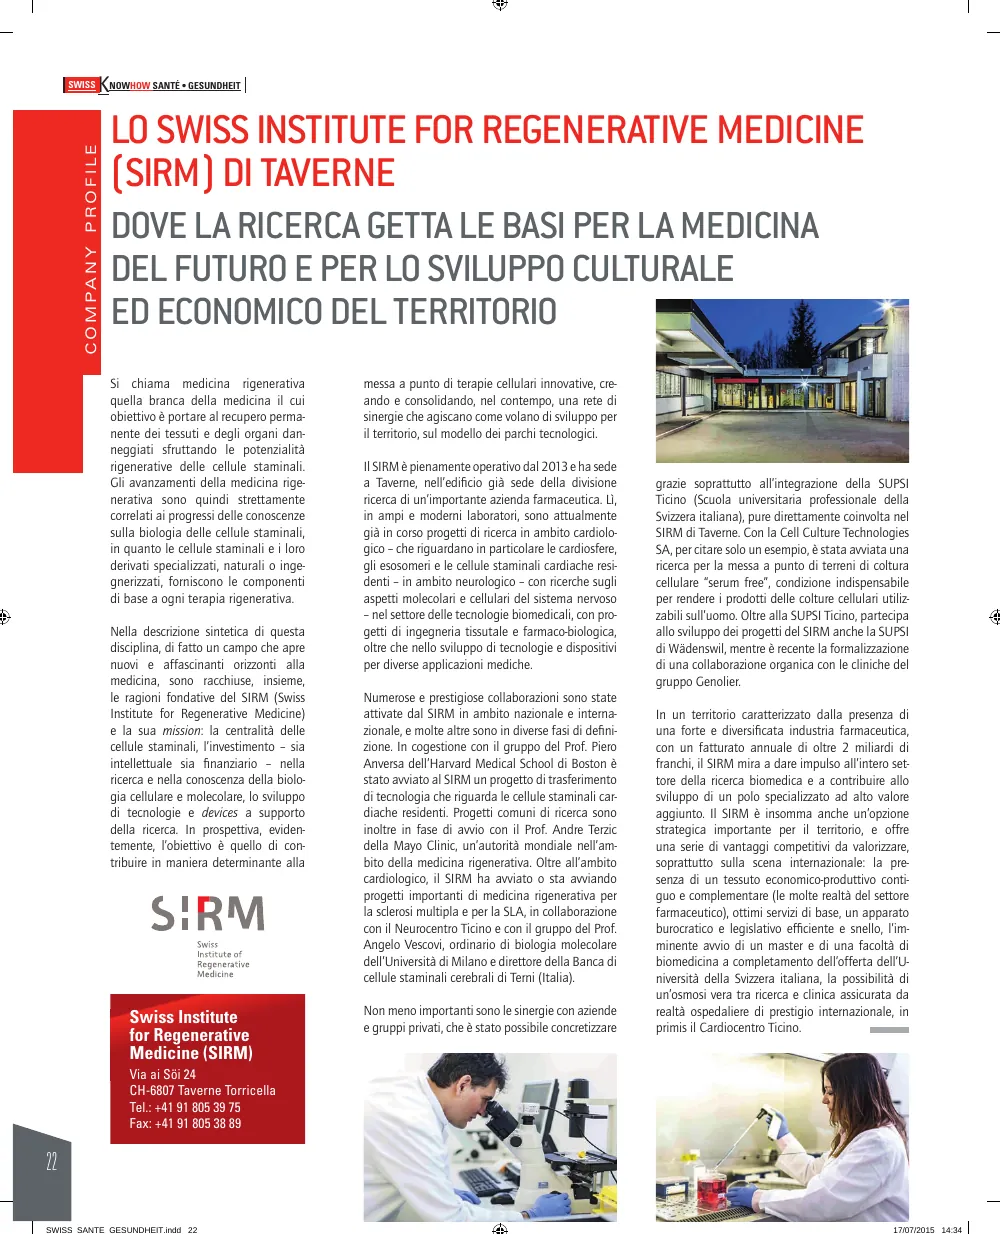 SWISS KNOWHOW SANTÉ • GESUNDHEIT
COMPANY PROFILE
LO SWISS INSTITUTE FOR REGENERATIVE MEDICINE
(SIRM) DI TAVERNE
DOVE LA RICERCA GETTA LE BASI PER LA MEDICINA
DEL FUTURO E PER LO SVILUPPO CULTURALE
ED ECONOMICO DEL TERRITORIO
Si chiama medicina rigenerativa
quella branca della medicina il cui
obiettivo è portare al recupero perma-
nente dei tessuti e degli organi dan-
neggiati sfruttando le potenzialità
rigenerative delle cellule staminali.
Gli avanzamenti della medicina rige-
nerativa sono quindi strettamente
correlati ai progressi delle conoscenze
sulla biologia delle cellule staminali,
in quanto le cellule staminali e i loro
derivati specializzati, naturali o inge-
gnerizzati, forniscono le componenti
di base a ogni terapia rigenerativa.
Nella descrizione sintetica di questa
disciplina, di fatto un campo che apre
nuovi e affascinanti orizzonti alla
medicina, sono racchiuse, insieme,
le ragioni fondative del SIRM (Swiss
Institute for Regenerative Medicine)
e la sua mission: la centralità delle
cellule staminali, l'investimento – sia
intellettuale sia finanziario – nella
ricerca e nella conoscenza della biolo-
gia cellulare e molecolare, lo sviluppo
di tecnologie e devices a supporto
della ricerca. In prospettiva, eviden-
temente, l'obiettivo è quello di con-
tribuire in maniera determinante alla
SIRM
Swiss
Institute of
Regenerative
Medicine
Swiss Institute
for Regenerative
Medicine (SIRM)
Via ai Söi 24
CH-6807 Taverne Torricella
Tel.: +41 91 805 39 75
Fax: +41 91 805 38 89
messa a punto di terapie cellulari innovative, cre-
ando e consolidando, nel contempo, una rete di
sinergie che agiscano come volano di sviluppo per
il territorio, sul modello dei parchi tecnologici.
Il SIRM è pienamente operativo dal 2013 e ha sede
a Taverne, nell'edificio già sede della divisione
ricerca di un'importante azienda farmaceutica. Lì,
in ampi e moderni laboratori, sono attualmente
già in corso progetti di ricerca in ambito cardiolo-
gico – che riguardano in particolare le cardiosfere,
gli esosomeri e le cellule staminali cardiache resi-
denti – in ambito neurologico – con ricerche sugli
aspetti molecolari e cellulari del sistema nervoso
– nel settore delle tecnologie biomedicali, con pro-
getti di ingegneria tissutale e farmaco-biologica,
oltre che nello sviluppo di tecnologie e dispositivi
per diverse applicazioni mediche.
Numerose e prestigiose collaborazioni sono state
attivate dal SIRM in ambito nazionale e interna-
zionale, e molte altre sono in diverse fasi di defini-
zione. In cogestione con il gruppo del Prof. Piero
Anversa dell'Harvard Medical School di Boston è
stato avviato al SIRM un progetto di trasferimento
di tecnologia che riguarda le cellule staminali car-
diache residenti. Progetti comuni di ricerca sono
inoltre in fase di avvio con il Prof. Andre Terzic
della Mayo Clinic, un'autorità mondiale nell'am-
bito della medicina rigenerativa. Oltre all'ambito
cardiologico, il SIRM ha avviato o sta avviando
progetti importanti di medicina rigenerativa per
la sclerosi multipla e per la SLA, in collaborazione
con il Neurocentro Ticino e con il gruppo del Prof.
Angelo Vescovi, ordinario di biologia molecolare
dell'Università di Milano e direttore della Banca di
cellule staminali cerebrali di Terni (Italia).
Non meno importanti sono le sinergie con aziende
e gruppi privati, che è stato possibile concretizzare
grazie soprattutto all'integrazione della SUPSI
Ticino (Scuola universitaria professionale della
Svizzera italiana), pure direttamente coinvolta nel
SIRM di Taverne. Con la Cell Culture Technologies
SA, per citare solo un esempio, è stata avviata una
ricerca per la messa a punto di terreni di coltura
cellulare "serum free", condizione indispensabile
per rendere i prodotti delle colture cellulari utiliz-
zabili sull'uomo. Oltre alla SUPSI Ticino, partecipa
allo sviluppo dei progetti del SIRM anche la SUPSI
di Wädenswil, mentre è recente la formalizzazione
di una collaborazione organica con le cliniche del
gruppo Genolier.
In un territorio caratterizzato dalla presenza di
una forte e diversificata industria farmaceutica,
con un fatturato annuale di oltre 2 miliardi di
franchi, il SIRM mira a dare impulso all'intero set-
tore della ricerca biomedica e a contribuire allo
sviluppo di un polo specializzato ad alto valore
aggiunto. Il SIRM è insomma anche un'opzione
strategica importante per il territorio, e offre
una serie di vantaggi competitivi da valorizzare,
soprattutto sulla scena internazionale: la pre-
senza di un tessuto economico-produttivo conti-
guo e complementare (le molte realtà del settore
farmaceutico), ottimi servizi di base, un apparato
burocratico e legislativo efficiente e snello, l'im-
minente avvio di un master e di una facoltà di
biomedicina a completamento dell'offerta dell'U-
niversità della Svizzera italiana, la possibilità di
un'osmosi vera tra ricerca e clinica assicurata da
realtà ospedaliere di prestigio internazionale, in
primis il Cardiocentro Ticino.
22
SWISS_SANTE_GESUNDHEIT.indd 22
17/07/2015 14:34